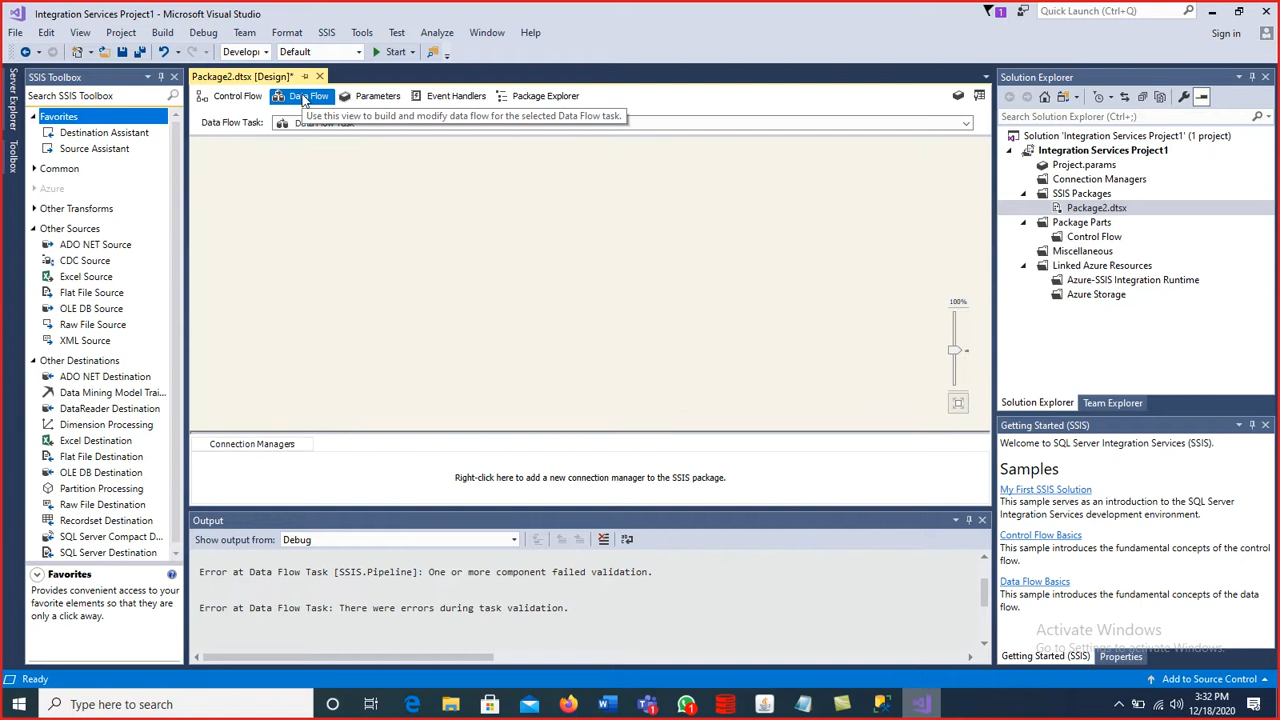 Integration Services Project1 - Microsoft Visual Studio
1
Quick Launch (Ctrl+Q)
File Edit View Project Build Debug Team Format SSIS Tools Test Analyze Window Help
Sign in
Developi Default Start
Server Explorer
Toolbox
SSIS Toolbox
Search SSIS Toolbox
Favorites
Destination Assistant
Source Assistant
Common
Azure
Other Transforms
Other Sources
ADO NET Source
CDC Source
Excel Source
Flat File Source
OLE DB Source
Raw File Source
XML Source
Other Destinations
ADO NET Destination
Data Mining Model Trai...
DataReader Destination
Dimension Processing
Excel Destination
Flat File Destination
OLE DB Destination
Partition Processing
Raw File Destination
Recordset Destination
SQL Server Compact D...
SQL Server Destination
Favorites
Provides convenient access to your
favorite elements so that they are
only a click away.
Package2.dtsx [Design]*
Control Flow Data Flow Parameters Event Handlers Package Explorer
Use this view to build and modify data flow for the selected Data Flow task.
Data Flow Task:
100%
Connection Managers
Right-click here to add a new connection manager to the SSIS package.
Output
Show output from: Debug
Error at Data Flow Task [SSIS.Pipeline]: One or more component failed validation.
Error at Data Flow Task: There were errors during task validation.
Solution Explorer
Search Solution Explorer (Ctrl+;)
Solution 'Integration Services Project1' (1 project)
Integration Services Project1
Project.params
Connection Managers
SSIS Packages
Package2.dtsx
Package Parts
Control Flow
Miscellaneous
Linked Azure Resources
Azure-SSIS Integration Runtime
Azure Storage
Solution Explorer Team Explorer
Getting Started (SSIS)
Welcome to SQL Server Integration Services (SSIS).
Samples
My First SSIS Solution
This sample serves as an introduction to the SQL Server
Integration Services development environment.
Control Flow Basics
This sample introduces the fundamental concepts of the control
flow.
Data Flow Basics
This sample introduces the fundamental concepts of the data
flow.
Activate Windows
Go to Settings to activate Windows.
Getting Started (SSIS) Properties
Ready
Add to Source Control
Type here to search
1
3:32 PM
12/18/2020